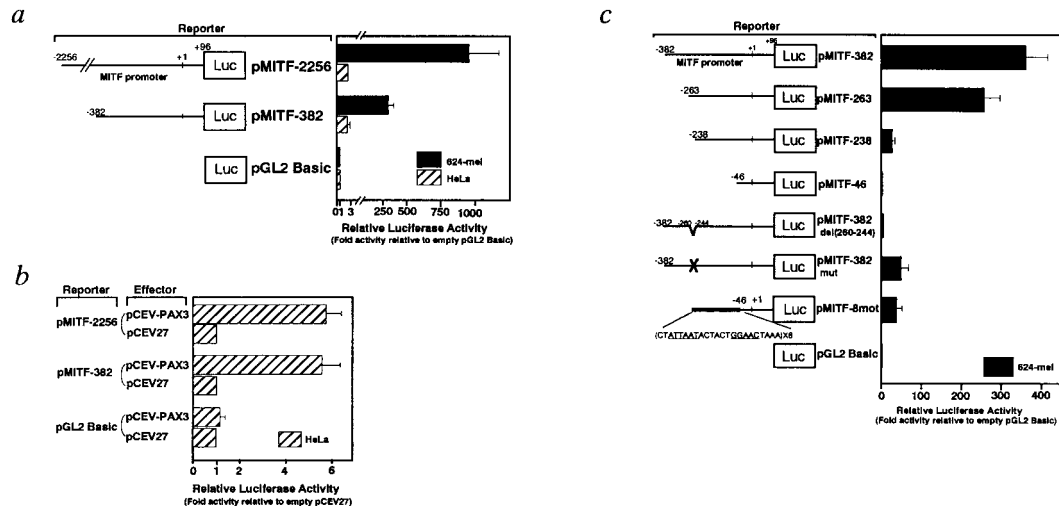 a
Reporter
-2256
+1
+96
MITF promoter
Luc
pMITF-2256
-382
Luc
pMITF-382
Luc
pGL2 Basic
624-mel
HeLa
0 1 3 250 500 750 1000
Relative Luciferase Activity
(Fold activity relative to empty pGL2 Basic)
b
Reporter Effector
pMITF-2256
pCEV-PAX3
pCEV27
pMITF-382
pCEV-PAX3
pCEV27
pGL2 Basic
pCEV-PAX3
pCEV27
HeLa
0 1 2 4 6
Relative Luciferase Activity
(Fold activity relative to empty pCEV27)
c
Reporter
-382
+1
+96
MITF promoter
Luc
pMITF-382
-263
Luc
pMITF-263
-238
Luc
pMITF-238
-46
Luc
pMITF-46
-382 -260 -244
Luc
pMITF-382
del(260-244)
-382
X
Luc
pMITF-382
mut
-46 +1
Luc
pMITF-8mot
(CTATTAATACTACTGGAACTAAA)X8
Luc
pGL2 Basic
624-mel
0 100 200 300 400
Relative Luciferase Activity
(Fold activity relative to empty pGL2 Basic)